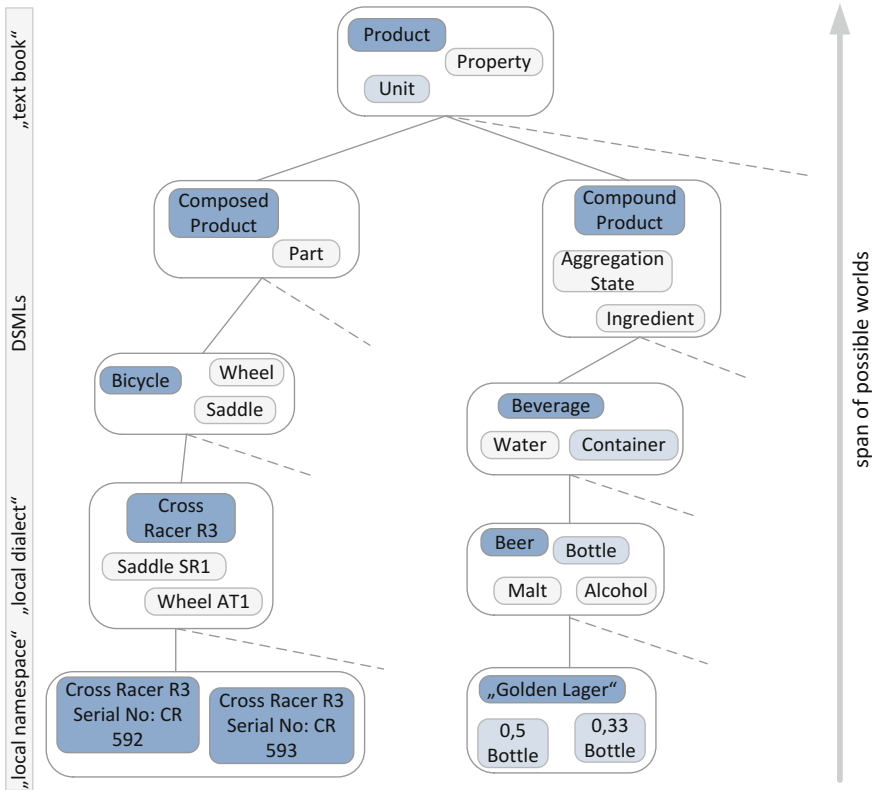 „text book“
DSMLs
„local dialect“
„local namespace“
Product
Property
Unit
Composed
Product
Part
Compound
Product
Aggregation
State
Ingredient
Bicycle
Wheel
Saddle
Beverage
Water
Container
Cross
Racer R3
Saddle SR1
Wheel AT1
Beer
Bottle
Malt
Alcohol
Cross Racer R3
Serial No: CR
592
Cross Racer R3
Serial No: CR
593
„Golden Lager“
0,5
Bottle
0,33
Bottle
span of possible worlds